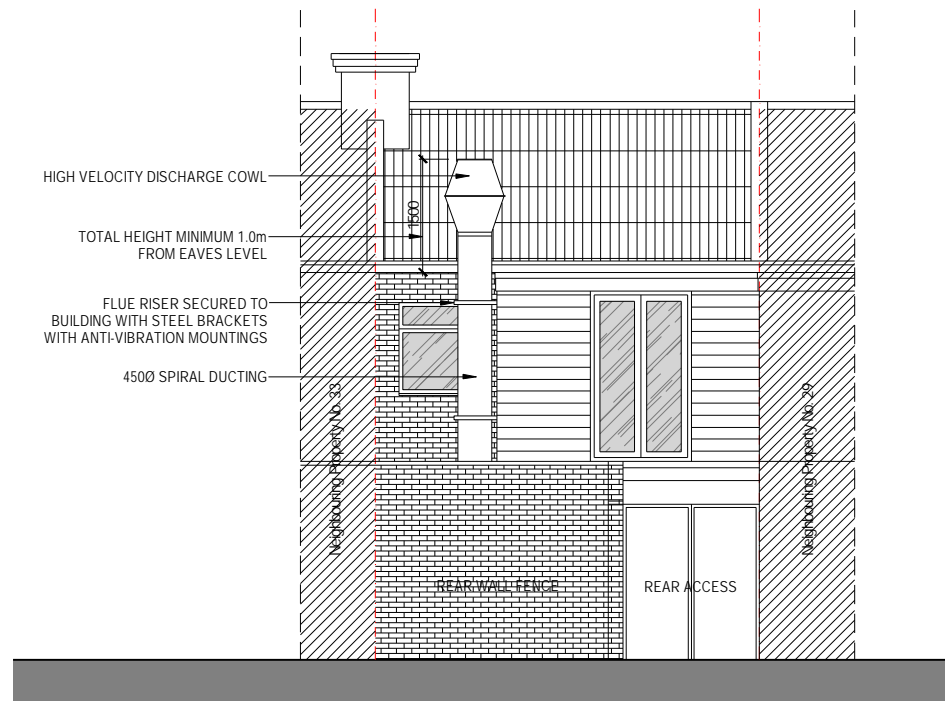 HIGH VELOCITY DISCHARGE COWL
1500
TOTAL HEIGHT MINIMUM 1.0m
FROM EAVES LEVEL
FLUE RISER SECURED TO
BUILDING WITH STEEL BRACKETS
WITH ANTI-VIBRATION MOUNTINGS
450Ø SPIRAL DUCTING
Neighbouring Property No. 33
Neighbouring Property No. 29
REAR WALL FENCE
REAR ACCESS